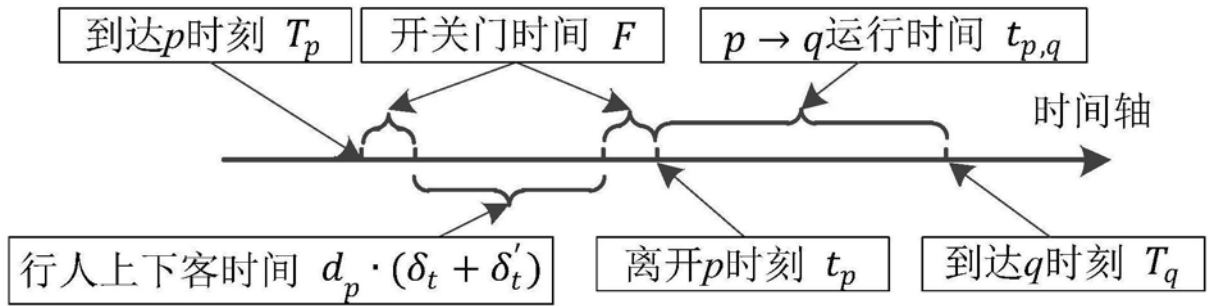 到达p时刻 T_p
开关门时间 F
p → q运行时间 t_{p,q}
时间轴
行人上下客时间 d_p · (δ_t + δ_t^')
离开p时刻 t_p
到达q时刻 T_q